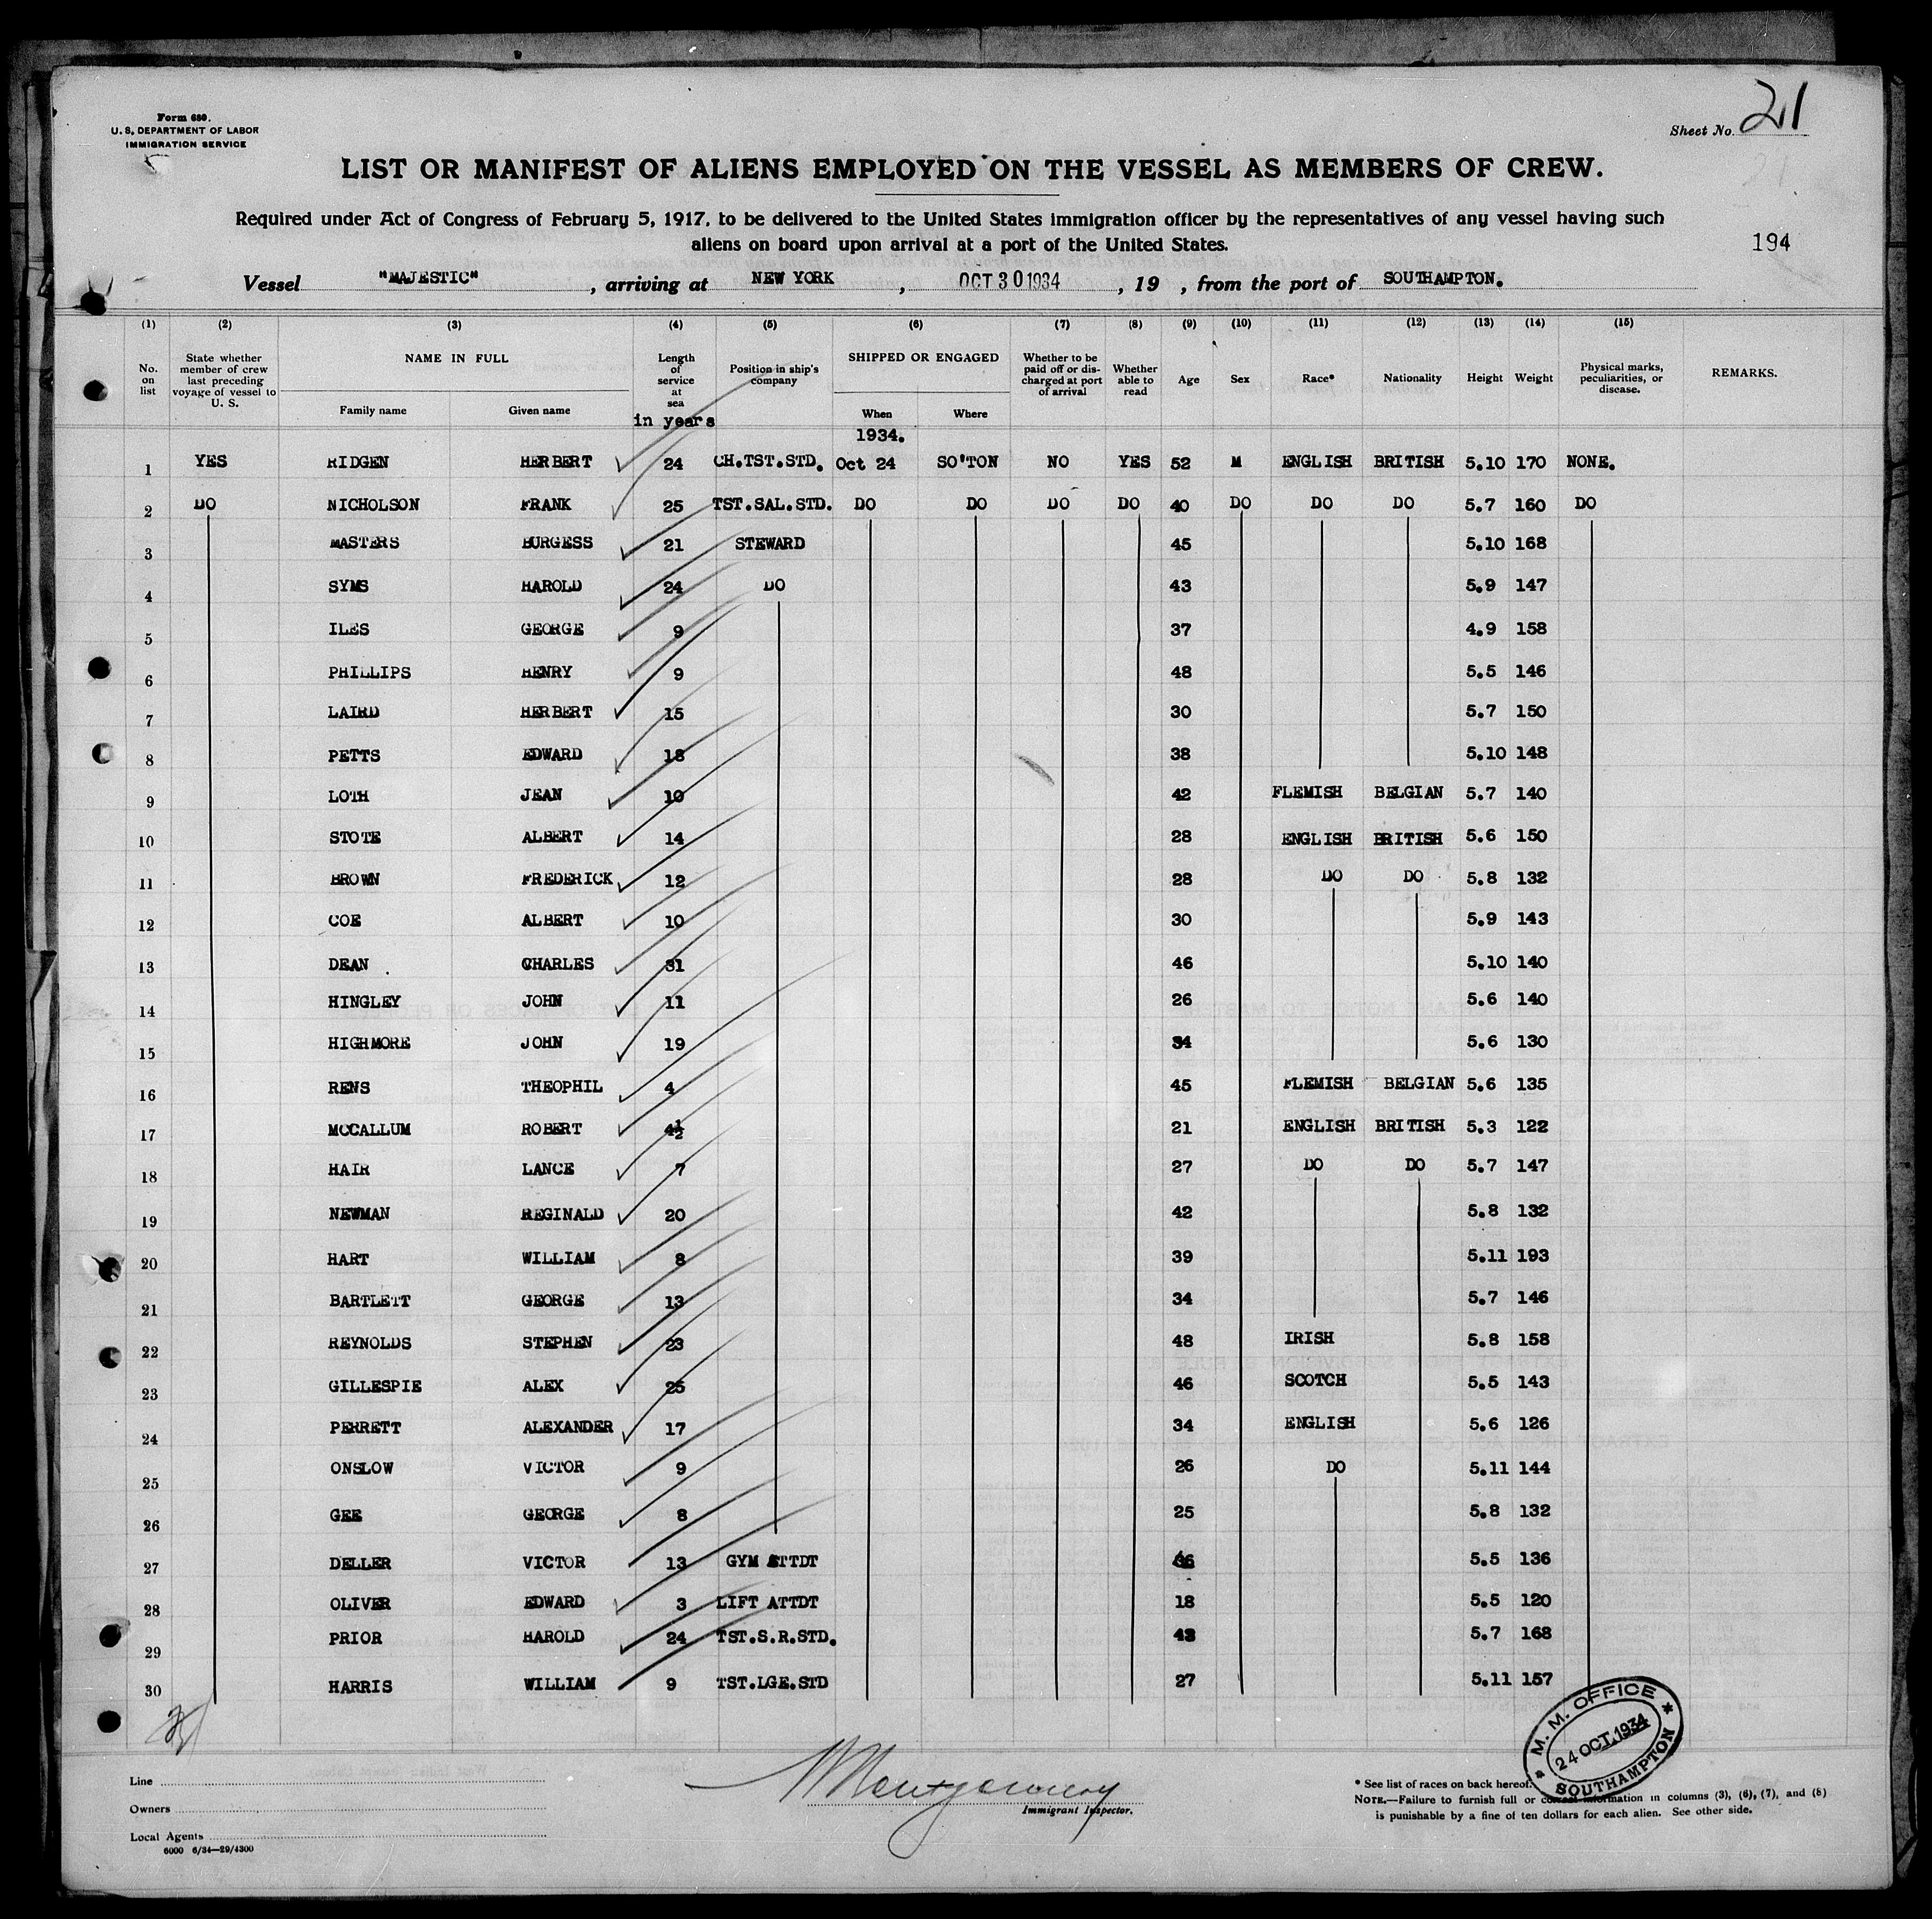 Form 680.
U. S. DEPARTMENT OF LABOR
IMMIGRATION SERVICE
Sheet No. 21
LIST OR MANIFEST OF ALIENS EMPLOYED ON THE VESSEL AS MEMBERS OF CREW.
Required under Act of Congress of February 5, 1917, to be delivered to the United States immigration officer by the representatives of any vessel having such
aliens on board upon arrival at a port of the United States.
194
Vessel "MAJESTIC", arriving at NEW YORK, OCT 30 1934, 19 , from the port of SOUTHAMPTON.
(1) (2) (3) (4) (5) (6) (7) (8) (9) (10) (11) (12) (13) (14) (15)
No. on list State whether member of crew last preceding voyage of vessel to U. S. NAME IN FULL Family name Given name Length of service at sea in years Position in ship's company SHIPPED OR ENGAGED When 1934. Where Whether to be paid off or discharged at port of arrival Whether able to read Age Sex Race* Nationality Height Weight Physical marks, peculiarities, or disease. REMARKS.
1 YES RIDGEN HERBERT 24 CH.TST.STD. Oct 24 SO'TON NO YES 52 M ENGLISH BRITISH 5.10 170 NONE.
2 DO NICHOLSON FRANK 25 TST.SAL.STD. DO DO DO DO 40 DO DO DO 5.7 160 DO
3 MASTERS BURGESS 21 STEWARD 45 5.10 168
4 SYMS HAROLD 24 DO 43 5.9 147
5 ILES GEORGE 9 37 4.9 158
6 PHILLIPS HENRY 9 48 5.5 146
7 LAIRD HERBERT 15 30 5.7 150
8 PETTS EDWARD 18 38 5.10 148
9 LOTH JEAN 10 42 FLEMISH BELGIAN 5.7 140
10 STOTE ALBERT 14 28 ENGLISH BRITISH 5.6 150
11 BROWN FREDERICK 12 28 DO DO 5.8 132
12 COE ALBERT 10 30 5.9 143
13 DEAN CHARLES 31 46 5.10 140
14 HINGLEY JOHN 11 26 5.6 140
15 HIGHMORE JOHN 19 34 5.6 130
16 RENS THEOPHIL 4 45 FLEMISH BELGIAN 5.6 135
17 MCCALLUM ROBERT 4½ 21 ENGLISH BRITISH 5.3 122
18 HAIR LANCE 7 27 DO DO 5.7 147
19 NEWMAN REGINALD 20 42 5.8 132
20 HART WILLIAM 8 39 5.11 193
21 BARTLETT GEORGE 13 34 5.7 146
22 REYNOLDS STEPHEN 23 48 IRISH 5.8 158
23 GILLESPIE ALEX 25 46 SCOTCH 5.5 143
24 PERRETT ALEXANDER 17 34 ENGLISH 5.6 126
25 ONSLOW VICTOR 9 26 DO 5.11 144
26 GEE GEORGE 8 25 5.8 132
27 DELLER VICTOR 13 GYM ATTDT 5.5 136
28 OLIVER EDWARD 3 LIFT ATTDT 18 5.5 120
29 PRIOR HAROLD 24 TST.S.R.STD. 43 5.7 168
30 HARRIS WILLIAM 9 TST.LGE.STD 27 5.11 157
M. M. OFFICE
24 OCT. 1934
SOUTHAMPTON
Line
Owners
Local Agents
6000 6/34—29/4300
Montgomery
Immigrant Inspector.
* See list of races on back hereof.
NOTE.—Failure to furnish full or correct information in columns (3), (6), (7), and (8)
is punishable by a fine of ten dollars for each alien. See other side.